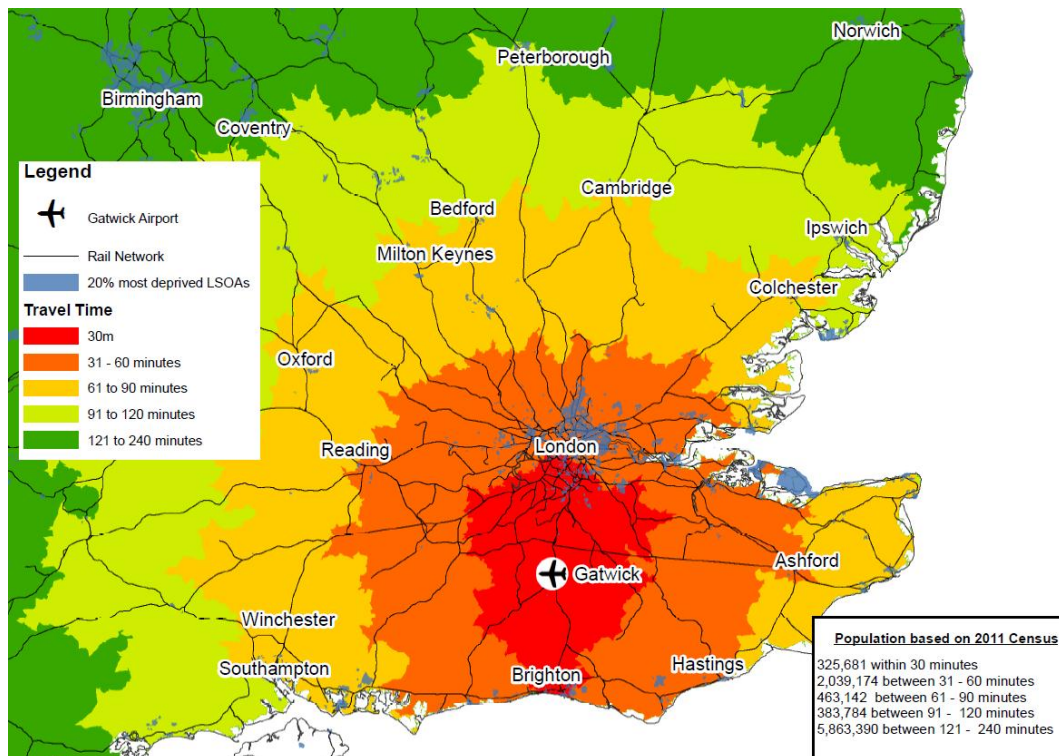 Norwich
Peterborough
Birmingham
Coventry
Legend
Gatwick Airport
Rail Network
20% most deprived LSOAs
Travel Time
30m
31 - 60 minutes
61 to 90 minutes
91 to 120 minutes
121 to 240 minutes
Cambridge
Bedford
Ipswich
Milton Keynes
Colchester
Oxford
London
Reading
Ashford
Gatwick
Winchester
Southampton
Brighton
Hastings
Population based on 2011 Census
325,681 within 30 minutes
2,039,174 between 31 - 60 minutes
463,142 between 61 - 90 minutes
383,784 between 91 - 120 minutes
5,863,390 between 121 - 240 minutes